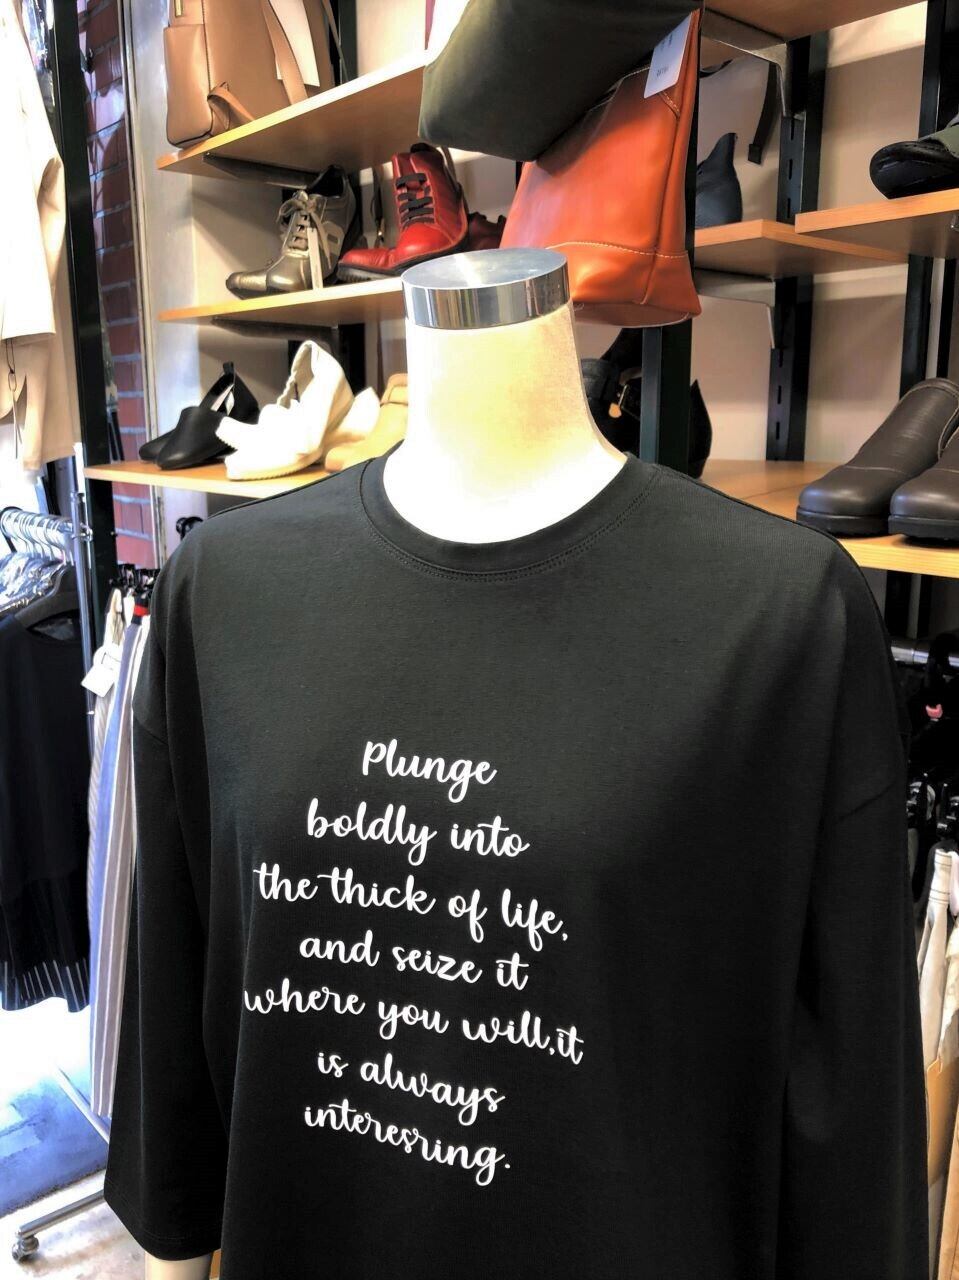 Plunge
boldly into
the thick of life,
and seize it
where you will,it
is always
interesring.